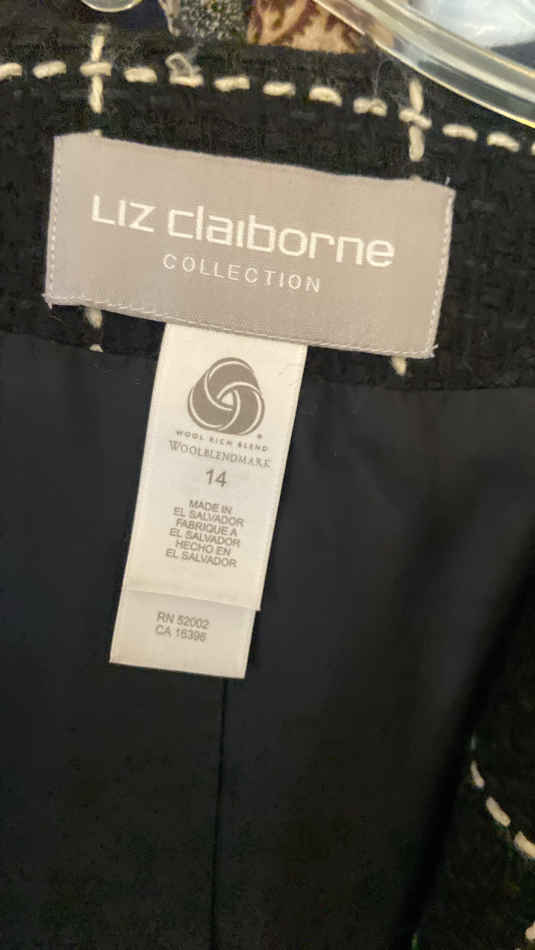 Liz claiborne
COLLECTION
WOOL RICH BLEND
WOOLBLENDMARK
14
MADE IN
EL SALVADOR
FABRIQUE A
EL SALVADOR
HECHO EN
EL SALVADOR
RN 52002
CA 16396